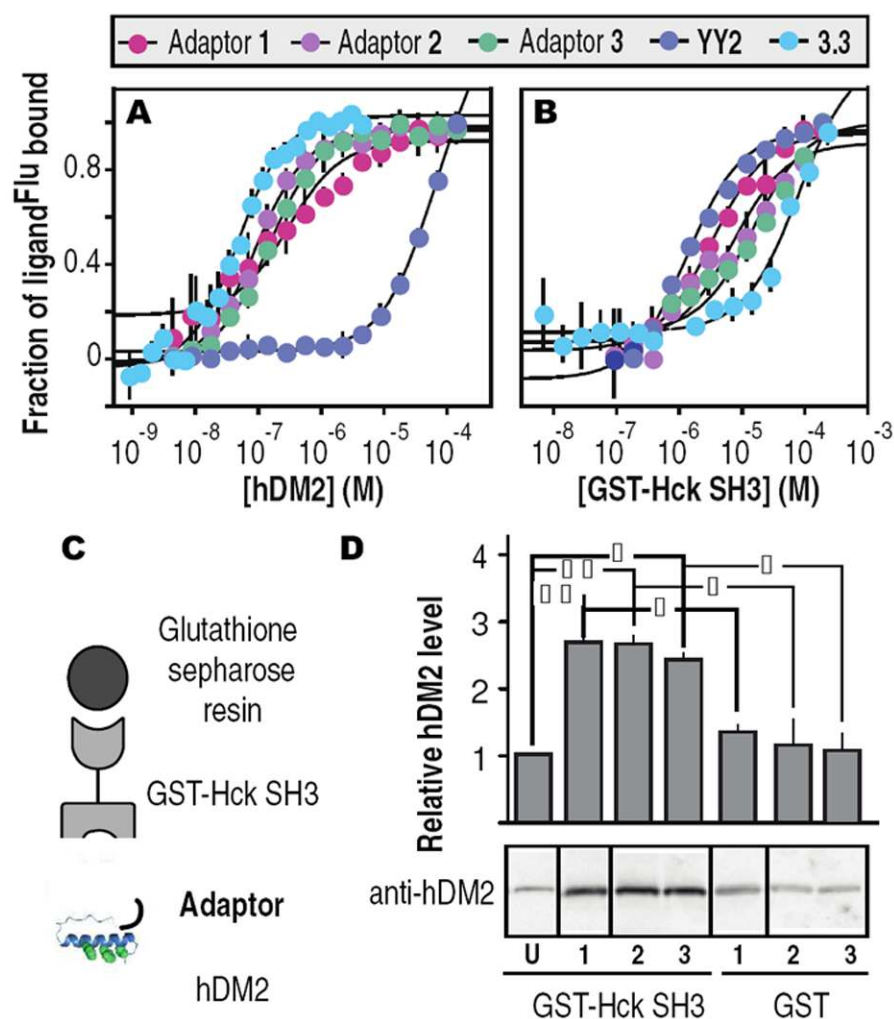 Adaptor 1 Adaptor 2 Adaptor 3 YY2 3.3
A
B
Fraction of ligandFlu bound
0.8
0.4
0
10-9 10-8 10-7 10-6 10-5 10-4
[hDM2] (M)
10-8 10-7 10-6 10-5 10-4 10-3
[GST-Hck SH3] (M)
C
Glutathione
sepharose
resin
GST-Hck SH3
Adaptor
hDM2
D
Relative hDM2 level
4
3
2
1
anti-hDM2
U 1 2 3 1 2 3
GST-Hck SH3 GST